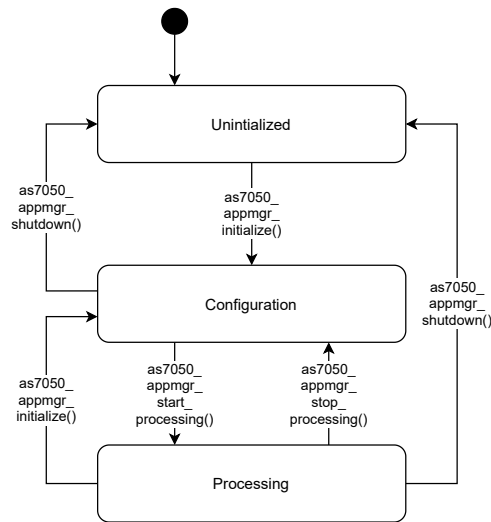 Unintialized
as7050_
appmgr_
shutdown()
as7050_
appmgr_
initialize()
as7050_
appmgr_
shutdown()
Configuration
as7050_
appmgr_
initialize()
as7050_
appmgr_
start_
processing()
as7050_
appmgr_
stop_
processing()
Processing